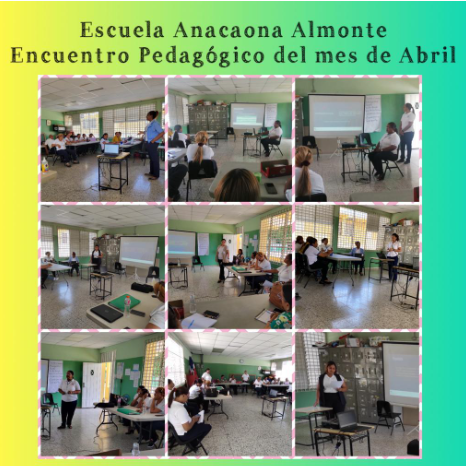 Escuela Anacaona Almonte
Encuentro Pedagógico del mes de Abril